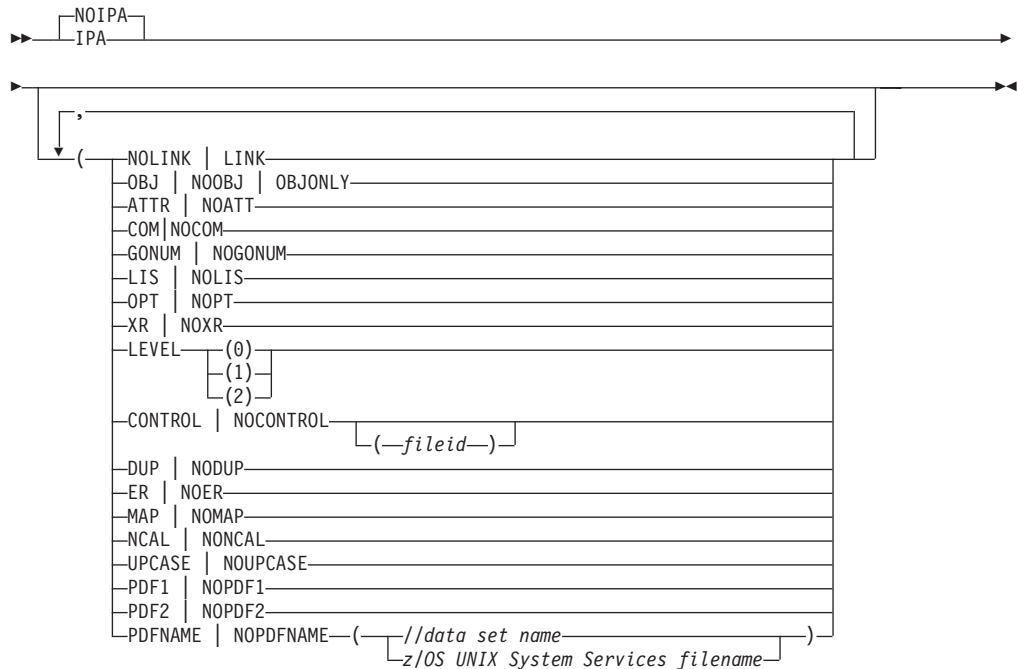 NOIPA
IPA
,
( NOLINK | LINK
OBJ | NOOBJ | OBJONLY
ATTR | NOATT
COM|NOCOM
GONUM | NOGONUM
LIS | NOLIS
OPT | NOPT
XR | NOXR
LEVEL (0)
(1)
(2)
CONTROL | NOCONTROL
( fileid )
DUP | NODUP
ER | NOER
MAP | NOMAP
NCAL | NONCAL
UPCASE | NOUPCASE
PDF1 | NOPDF1
PDF2 | NOPDF2
PDFNAME | NOPDFNAME ( //data set name )
z/OS UNIX System Services filename